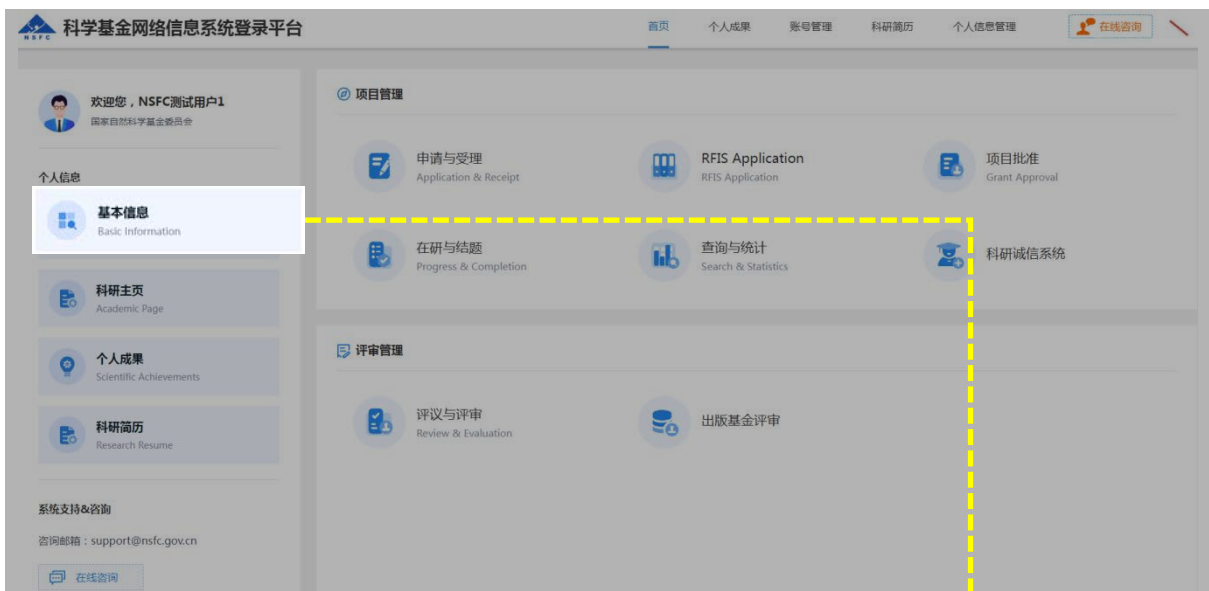 NSFC
科学基金网络信息系统登录平台
首页
个人成果
账号管理
科研简历
个人信息管理
在线咨询
欢迎您，NSFC测试用户1
国家自然科学基金委员会
个人信息
基本信息
Basic Information
科研主页
Academic Page
个人成果
Scientific Achievements
科研简历
Research Resume
系统支持&咨询
咨询邮箱：support@nsfc.gov.cn
在线咨询
项目管理
申请与受理
Application & Receipt
RFIS Application
RFIS Application
项目批准
Grant Approval
在研与结题
Progress & Completion
查询与统计
Search & Statistics
科研诚信系统
评审管理
评议与评审
Review & Evaluation
出版基金评审